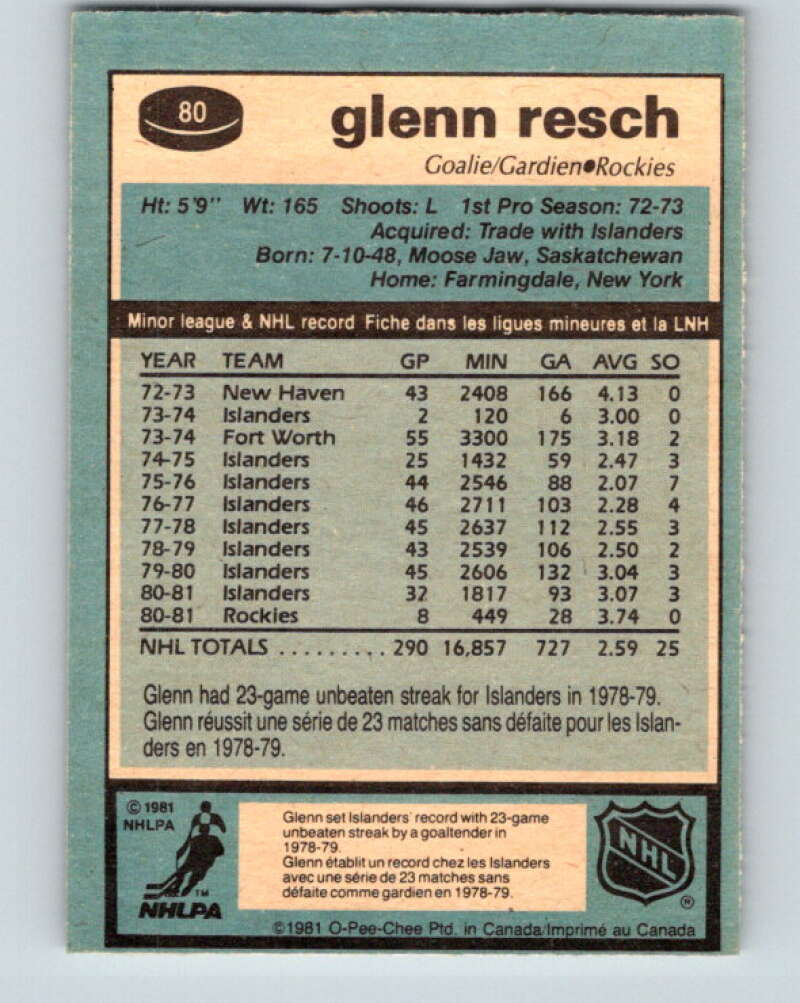 80
glenn resch
Goalie/Gardien●Rockies
Ht: 5'9" Wt: 165 Shoots: L 1st Pro Season: 72-73
Acquired: Trade with Islanders
Born: 7-10-48, Moose Jaw, Saskatchewan
Home: Farmingdale, New York
Minor league & NHL record Fiche dans les ligues mineures et la LNH
YEAR TEAM GP MIN GA AVG SO
72-73 New Haven 43 2408 166 4.13 0
73-74 Islanders 2 120 6 3.00 0
73-74 Fort Worth 55 3300 175 3.18 2
74-75 Islanders 25 1432 59 2.47 3
75-76 Islanders 44 2546 88 2.07 7
76-77 Islanders 46 2711 103 2.28 4
77-78 Islanders 45 2637 112 2.55 3
78-79 Islanders 43 2539 106 2.50 2
79-80 Islanders 45 2606 132 3.04 3
80-81 Islanders 32 1817 93 3.07 3
80-81 Rockies 8 449 28 3.74 0
NHL TOTALS ......... 290 16,857 727 2.59 25
Glenn had 23-game unbeaten streak for Islanders in 1978-79.
Glenn réussit une série de 23 matches sans défaite pour les Islan-
ders en 1978-79.
© 1981
NHLPA
TM
NHLPA
Glenn set Islanders' record with 23-game
unbeaten streak by a goaltender in
1978-79.
Glenn établit un record chez les Islanders
avec une série de 23 matches sans
défaite comme gardien en 1978-79.
NHL
®
©1981 O-Pee-Chee Ptd. in Canada/Imprimé au Canada